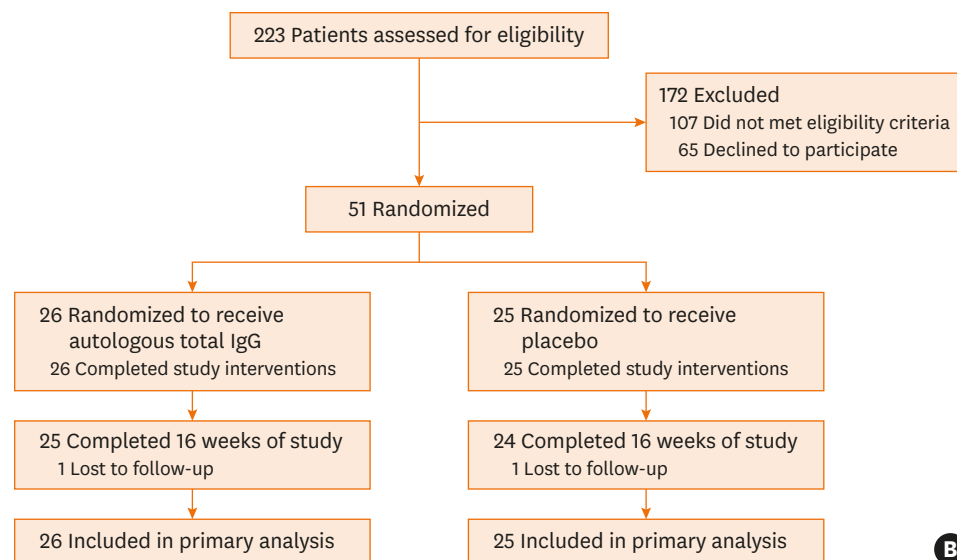 223 Patients assessed for eligibility
172 Excluded
107 Did not met eligibility criteria
65 Declined to participate
51 Randomized
26 Randomized to receive
autologous total IgG
26 Completed study interventions
25 Randomized to receive
placebo
25 Completed study interventions
25 Completed 16 weeks of study
1 Lost to follow-up
24 Completed 16 weeks of study
1 Lost to follow-up
26 Included in primary analysis
25 Included in primary analysis
B